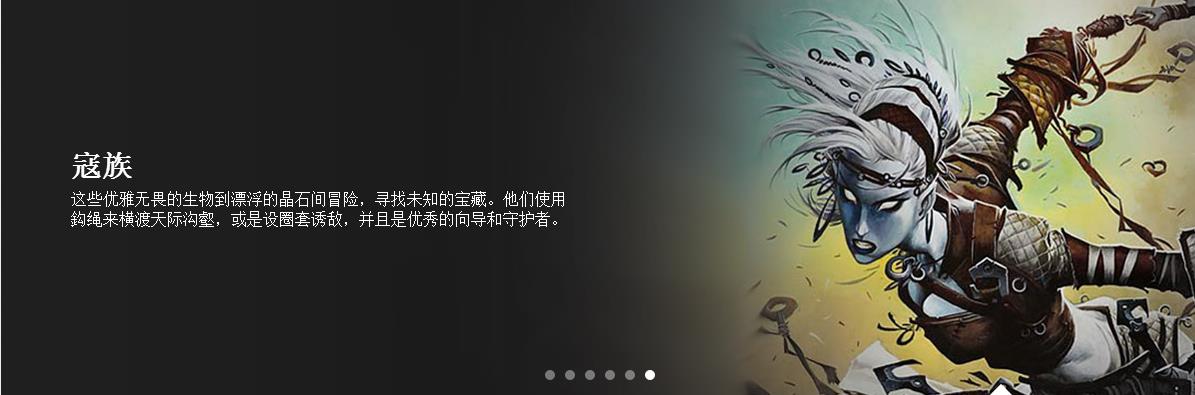 寇族
这些优雅无畏的生物到漂浮的晶石间冒险，寻找未知的宝藏。他们使用
鈎绳来横渡天际沟壑，或是设圈套诱敌，并且是优秀的向导和守护者。